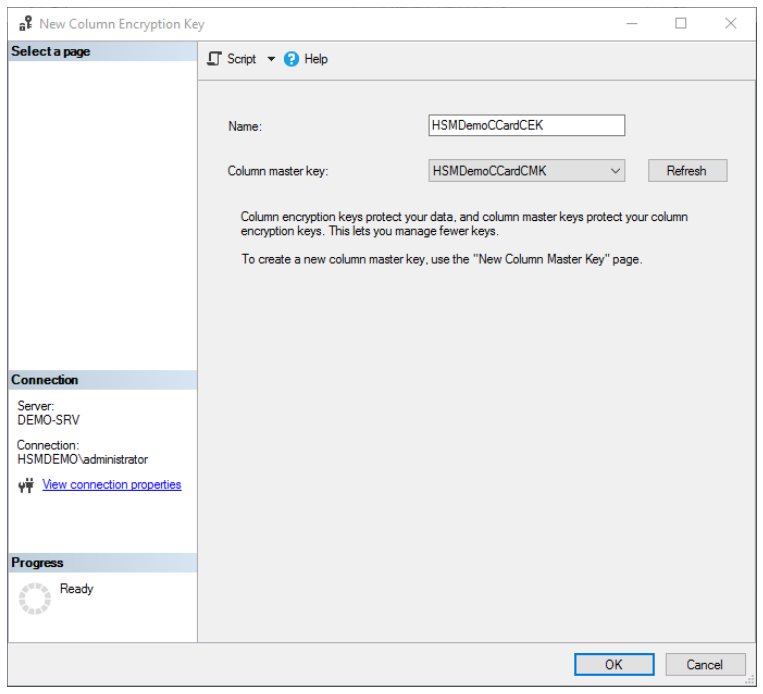 New Column Encryption Key
Select a page
Script
Help
Name:
HSMDemoCCardCEK
Column master key:
HSMDemoCCardCMK
Refresh
Column encryption keys protect your data, and column master keys protect your column
encryption keys. This lets you manage fewer keys.
To create a new column master key, use the "New Column Master Key" page.
Connection
Server:
DEMO-SRV
Connection:
HSMDEMO\administrator
View connection properties
Progress
Ready
OK
Cancel